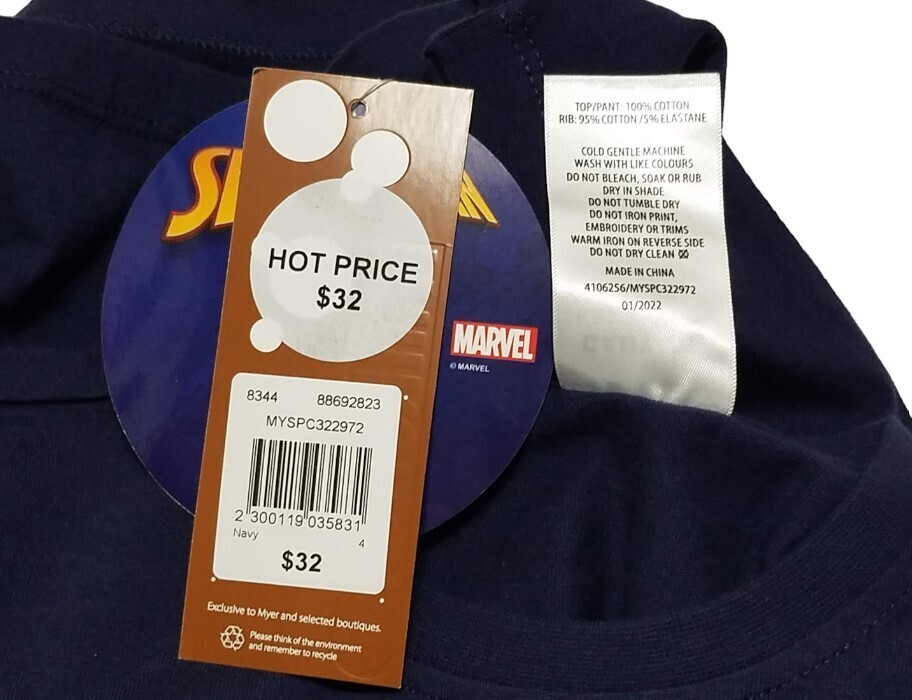 HOT PRICE
$32
8344 88692823
MYSPC322972
2 300119 035831
Navy 4
$32
Exclusive to Myer and selected boutiques.
Please think of the environment
and remember to recycle
MARVEL
© MARVEL
TOP/PANT: 100% COTTON
RIB: 95% COTTON /5% ELASTANE
COLD GENTLE MACHINE
WASH WITH LIKE COLOURS
DO NOT BLEACH, SOAK OR RUB
DRY IN SHADE
DO NOT TUMBLE DRY
DO NOT IRON PRINT,
EMBROIDERY OR TRIMS
WARM IRON ON REVERSE SIDE
DO NOT DRY CLEAN
MADE IN CHINA
4106256/MYSPC322972
01/2022